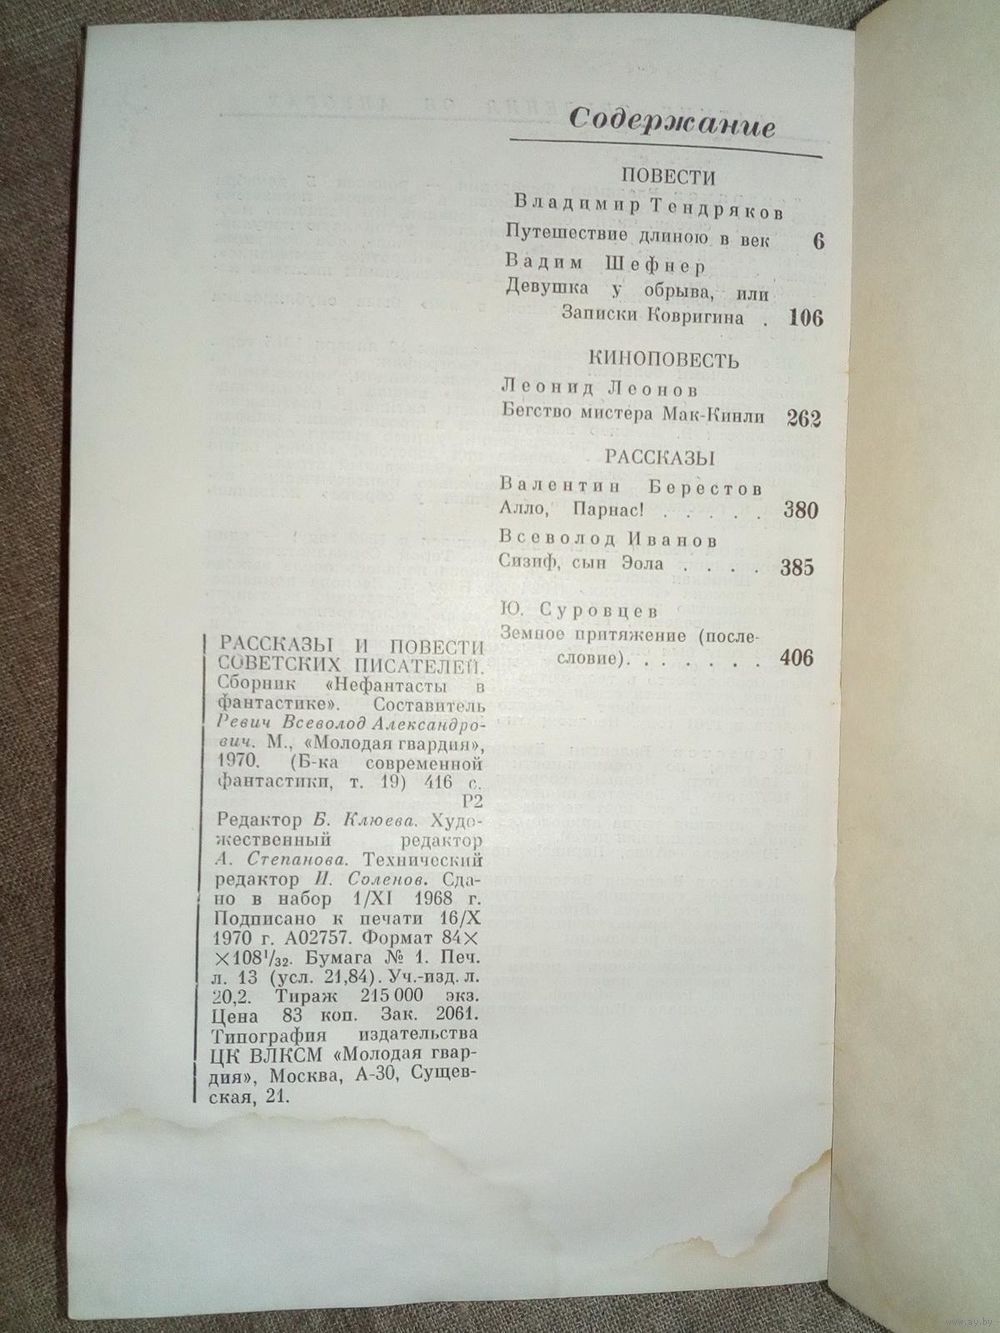 Содержание
ПОВЕСТИ
Владимир Тендряков
Путешествие длиною в век 6
Вадим Шефнер
Девушка у обрыва, или
Записки Ковригина . 106
КИНОПОВЕСТЬ
Леонид Леонов
Бегство мистера Мак-Кинли 262
РАССКАЗЫ
Валентин Берестов
Алло, Парнас! . . . . . 380
Всеволод Иванов
Сизиф, сын Эола . . . . 385
Ю. Суровцев
Земное притяжение (после-
словие). . . . . . . 406
РАССКАЗЫ И ПОВЕСТИ
СОВЕТСКИХ ПИСАТЕЛЕЙ.
Сборник «Нефантасты в
фантастике». Составитель
Ревич Всеволод Александро-
вич. М., «Молодая гвардия»,
1970. (Б-ка современной
фантастики, т. 19) 416 с.
Р2
Редактор Б. Клюева. Худо-
жественный редактор
А. Степанова. Технический
редактор И. Соленов. Сда-
но в набор 1/XI 1968 г.
Подписано к печати 16/X
1970 г. А02757. Формат 84×
×108¹/₃₂. Бумага № 1. Печ.
л. 13 (усл. 21,84). Уч.-изд. л.
20,2. Тираж 215 000 экз.
Цена 83 коп. Зак. 2061.
Типография издательства
ЦК ВЛКСМ «Молодая гвар-
дия», Москва, А-30, Сущев-
ская, 21.
www.ay.by